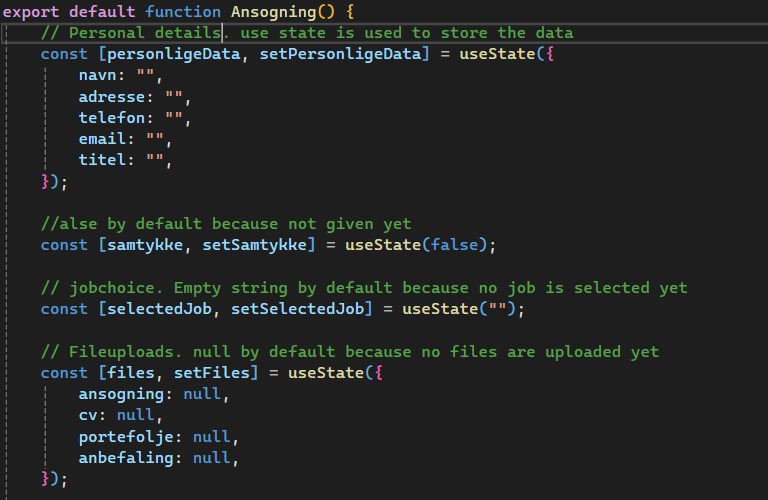 export default function Ansogning() {
// Personal details. use state is used to store the data
const [personligeData, setPersonligeData] = useState({
navn: "",
adresse: "",
telefon: "",
email: "",
titel: "",
});
//alse by default because not given yet
const [samtykke, setSamtykke] = useState(false);
// jobchoice. Empty string by default because no job is selected yet
const [selectedJob, setSelectedJob] = useState("");
// Fileuploads. null by default because no files are uploaded yet
const [files, setFiles] = useState({
ansogning: null,
cv: null,
portefolje: null,
anbefaling: null,
});